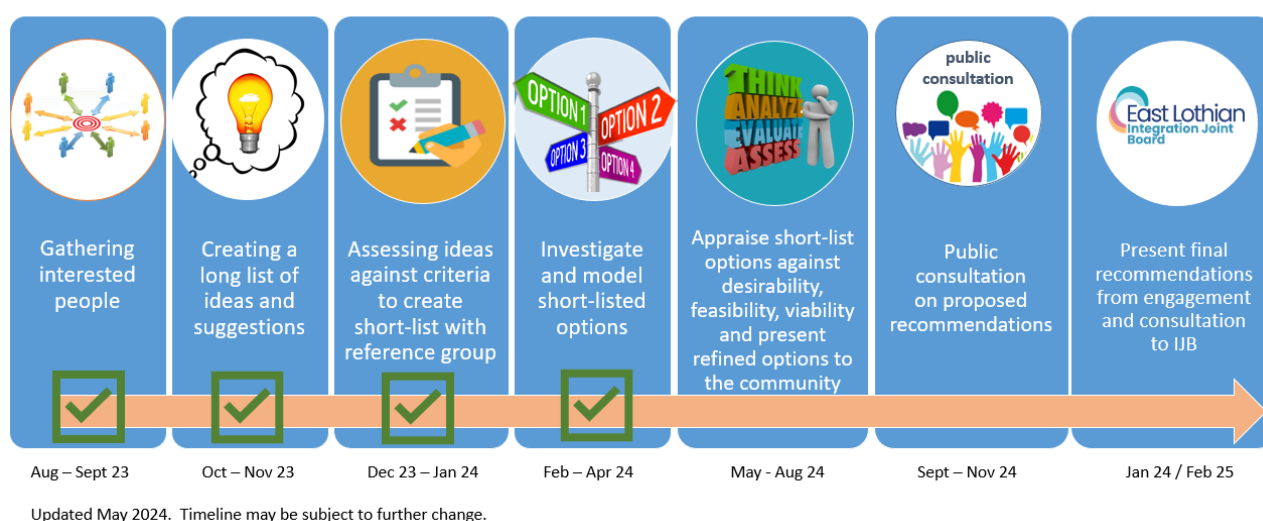 OPTION 1
OPTION 2
OPTION 3
OPTION 4
THINK
ANALYZE
EVALUATE
ASSESS
public
consultation
East Lothian
Integration Joint
Board
Gathering
interested
people
Creating a
long list of
ideas and
suggestions
Assessing ideas
against criteria
to create
short-list with
reference group
Investigate
and model
short-listed
options
Appraise short-list
options against
desirability,
feasibility, viability
and present
refined options to
the community
Public
consultation
on proposed
recommendations
Present final
recommendations
from engagement
and consultation
to IJB
Aug – Sept 23
Oct – Nov 23
Dec 23 – Jan 24
Feb – Apr 24
May - Aug 24
Sept – Nov 24
Jan 24 / Feb 25
Updated May 2024. Timeline may be subject to further change.